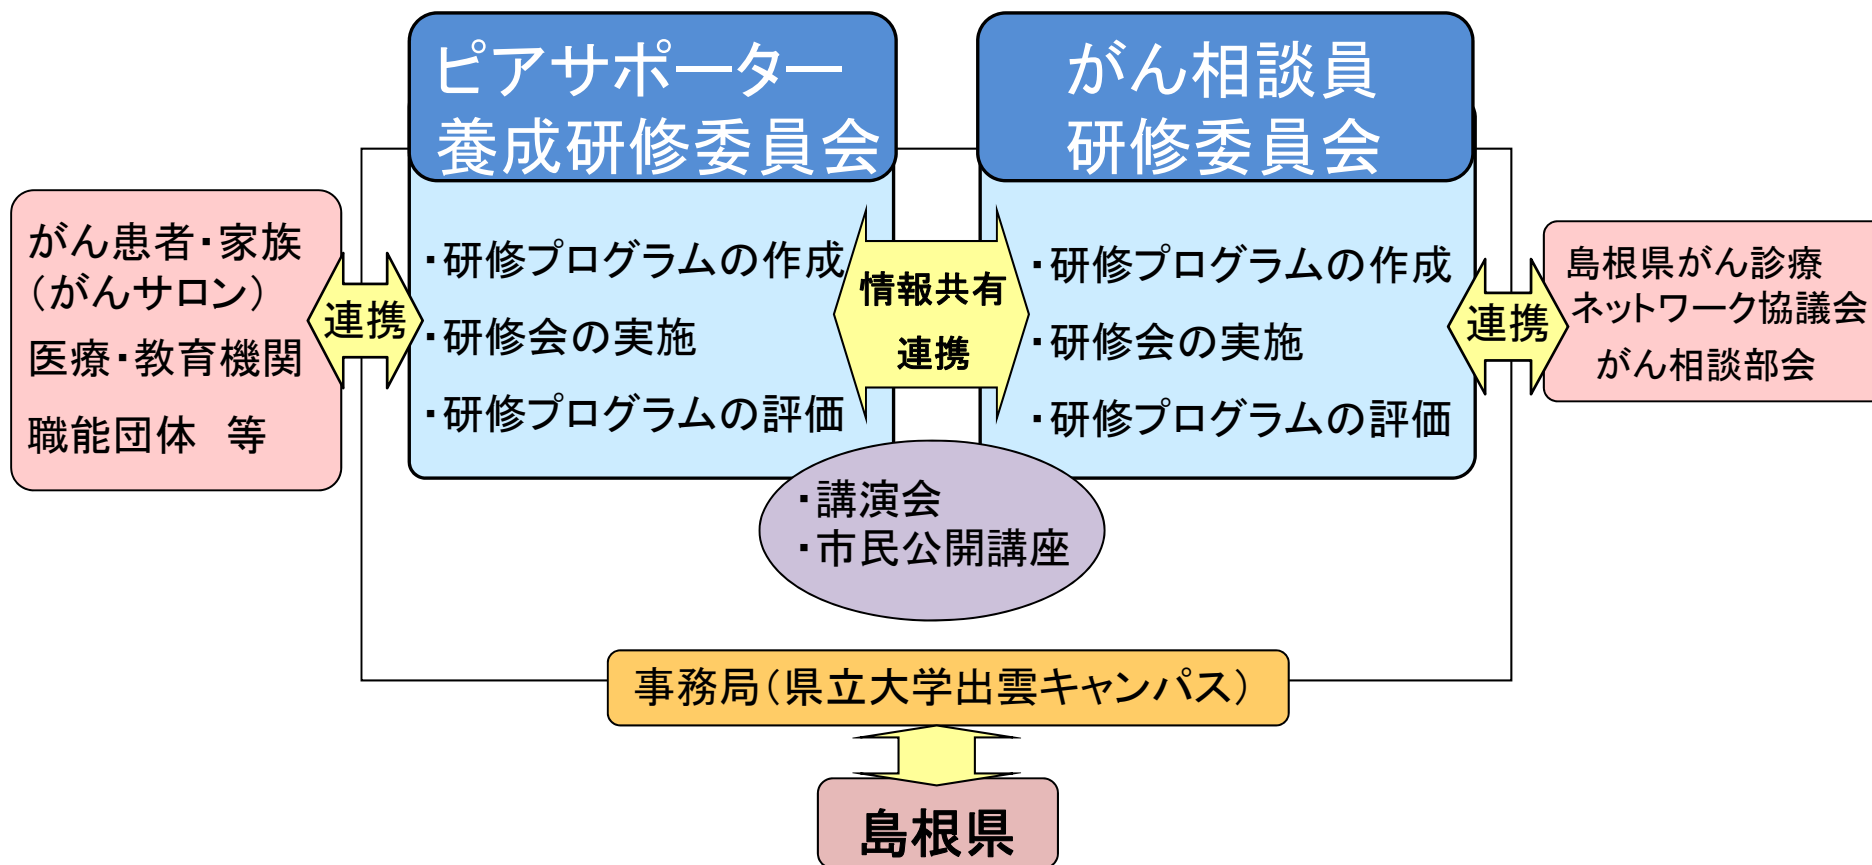 ピアサポーター
養成研修委員会
がん相談員
研修委員会
がん患者・家族
（がんサロン）
医療・教育機関
職能団体　等
連携
・研修プログラムの作成
・研修会の実施
・研修プログラムの評価
情報共有
連携
・研修プログラムの作成
・研修会の実施
・研修プログラムの評価
連携
島根県がん診療
ネットワーク協議会
がん相談部会
・講演会
・市民公開講座
事務局（県立大学出雲キャンパス）
島根県